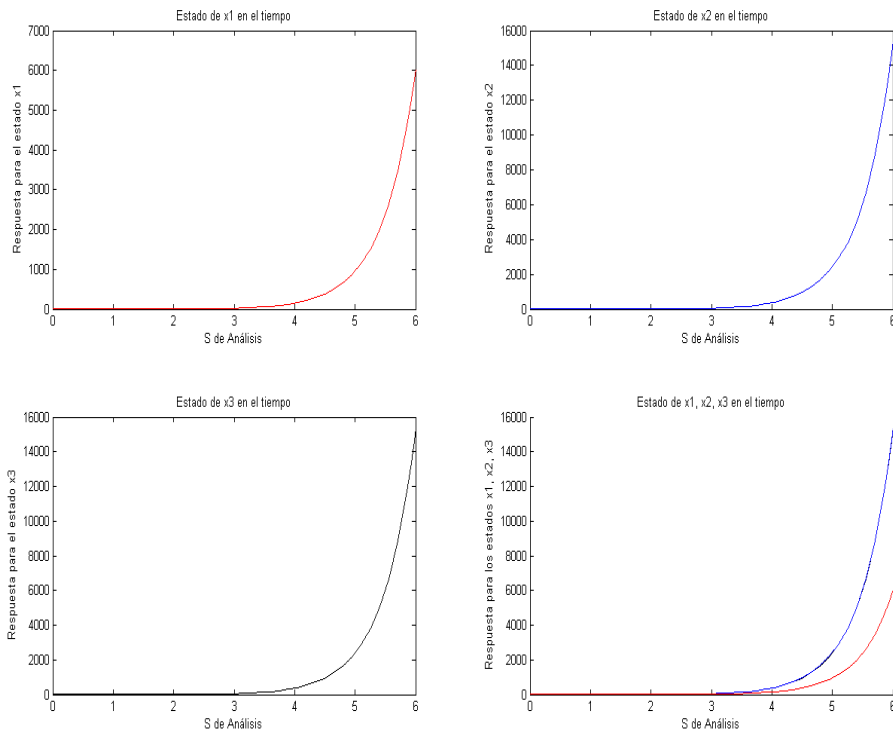 Estado de x1 en el tiempo
Respuesta para el estado x1
7000
6000
5000
4000
3000
2000
1000
0
0 1 2 3 4 5 6
S de Análisis
Estado de x2 en el tiempo
Respuesta para el estado x2
16000
14000
12000
10000
8000
6000
4000
2000
0
0 1 2 3 4 5 6
S de Análisis
Estado de x3 en el tiempo
Respuesta para el estado x3
16000
14000
12000
10000
8000
6000
4000
2000
0
0 1 2 3 4 5 6
S de Análisis
Estado de x1, x2, x3 en el tiempo
Respuesta para los estados x1, x2, x3
16000
14000
12000
10000
8000
6000
4000
2000
0
0 1 2 3 4 5 6
S de Análisis